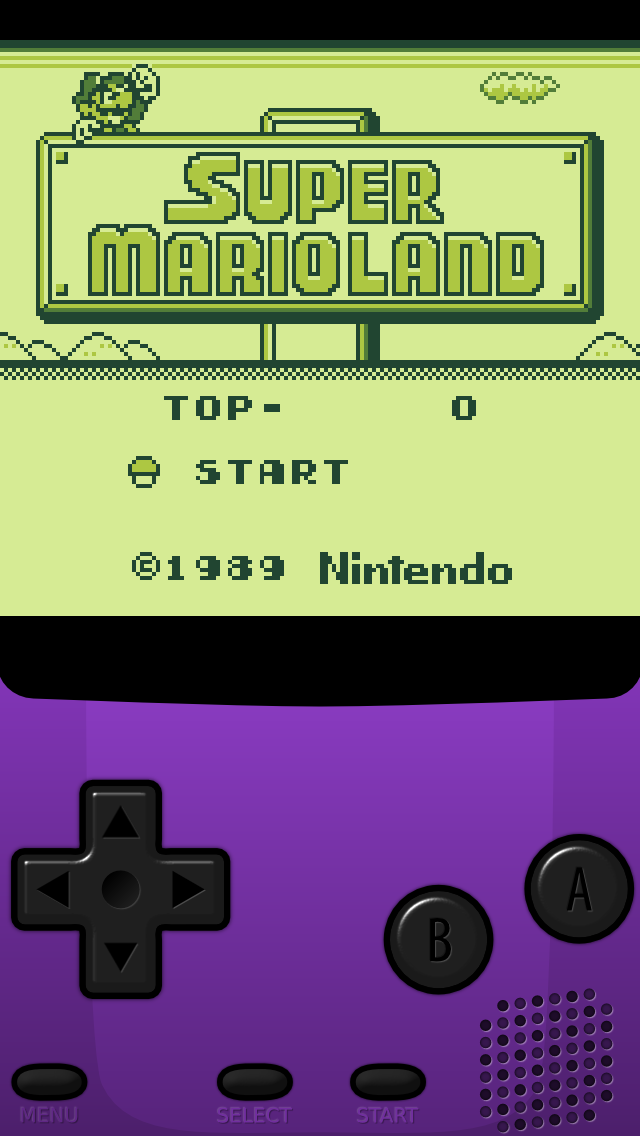 SUPER
MARIOLAND
TOP- 0
START
©1989 Nintendo
A
B
MENU SELECT START